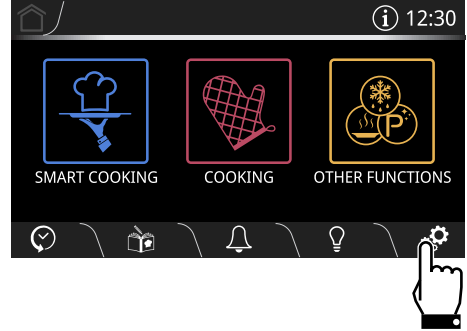 12:30
SMART COOKING
COOKING
OTHER FUNCTIONS
P